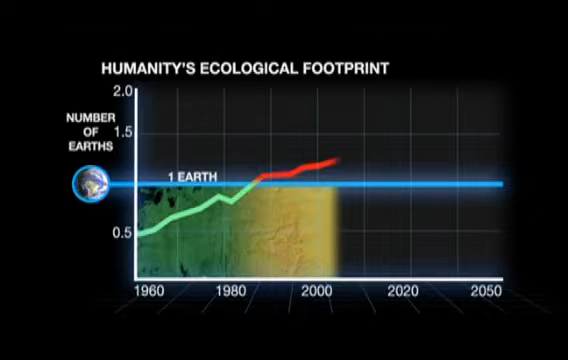 HUMANITY'S ECOLOGICAL FOOTPRINT
2.0
NUMBER
OF
EARTHS
1.5
1 EARTH
0.5
1960 1980 2000 2020 2050